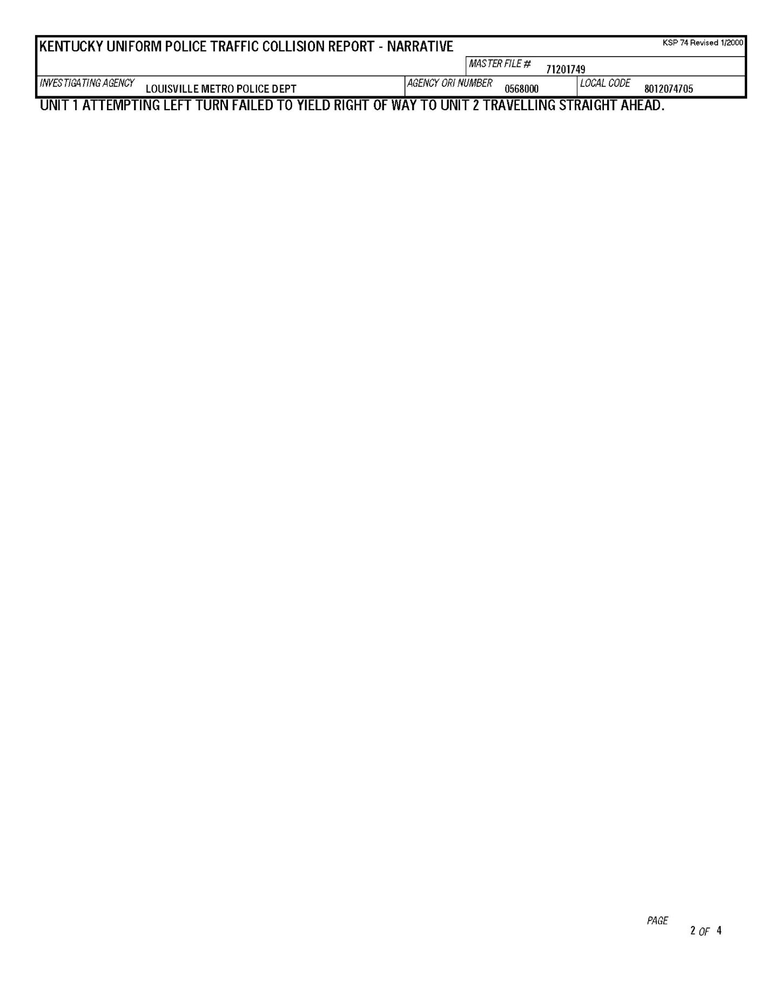 KENTUCKY UNIFORM POLICE TRAFFIC COLLISION REPORT - NARRATIVE
KSP 74 Revised 1/2000
MASTER FILE # 71201749
INVESTIGATING AGENCY LOUISVILLE METRO POLICE DEPT AGENCY ORI NUMBER 0568000 LOCAL CODE 8012074705
UNIT 1 ATTEMPTING LEFT TURN FAILED TO YIELD RIGHT OF WAY TO UNIT 2 TRAVELLING STRAIGHT AHEAD.
PAGE
2 OF 4